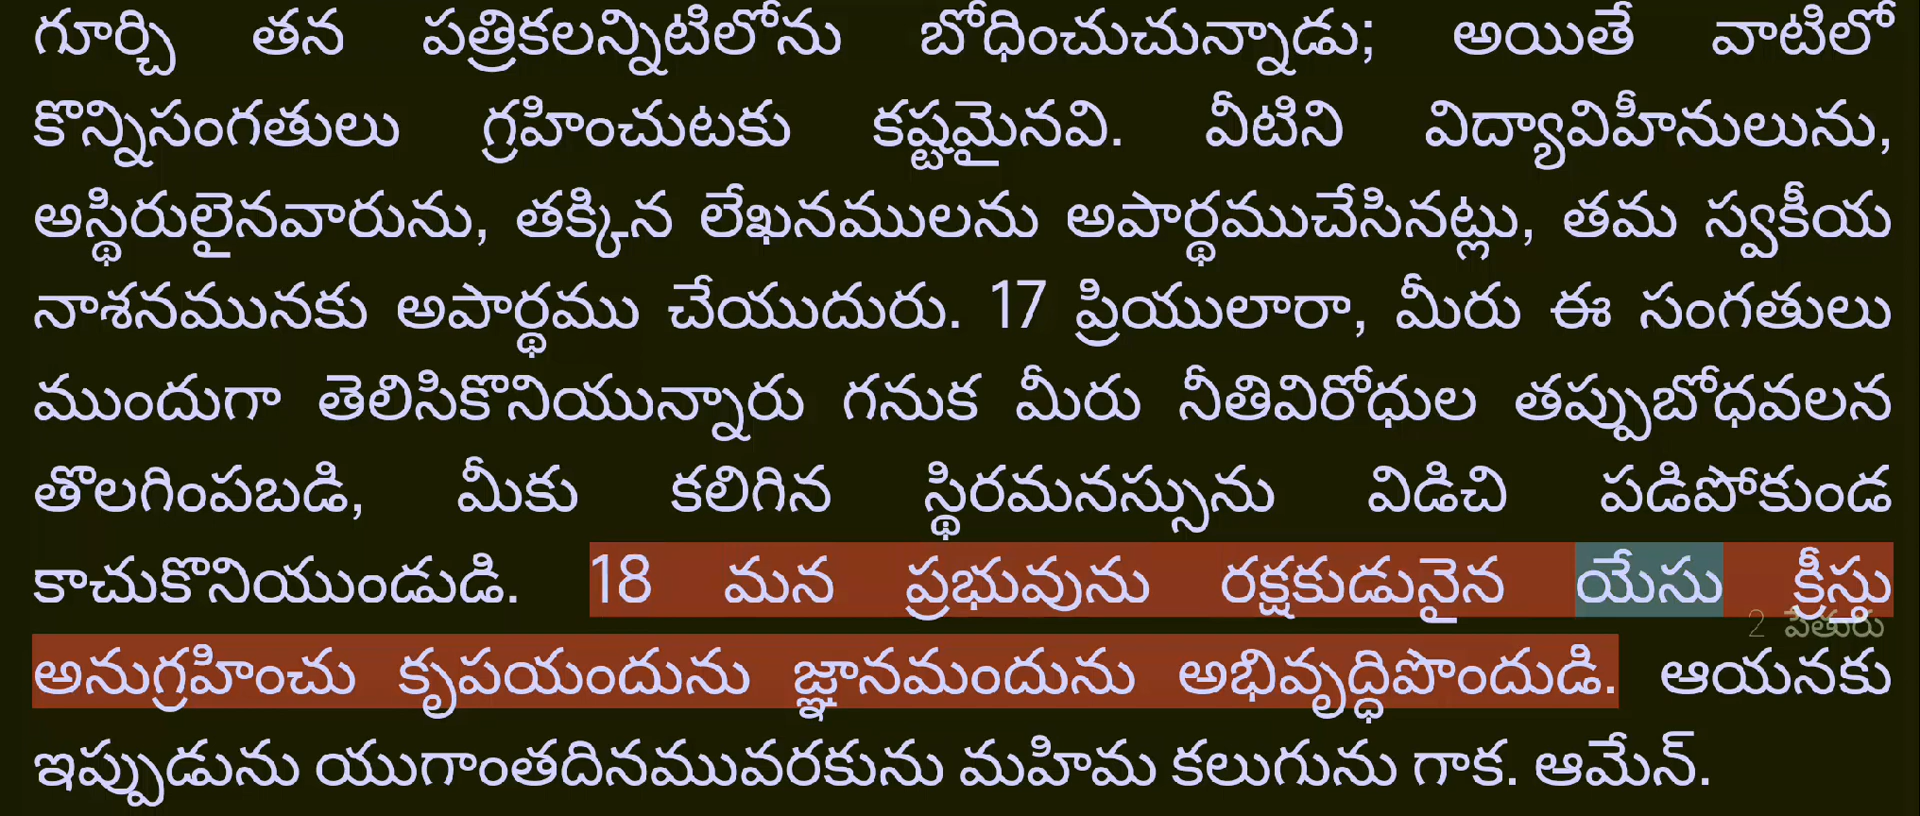 గూర్చి తన పత్రికలన్నిటిలోను బోధించుచున్నాడు; అయితే వాటిలో
కొన్నిసంగతులు గ్రహించుటకు కష్టమైనవి. వీటిని విద్యావిహీనులును,
అస్థిరులైనవారును, తక్కిన లేఖనములను అపార్థముచేసినట్లు, తమ స్వకీయ
నాశనమునకు అపార్థము చేయుదురు. 17 ప్రియులారా, మీరు ఈ సంగతులు
ముందుగా తెలిసికొనియున్నారు గనుక మీరు నీతివిరోధుల తప్పుబోధవలన
తొలగింపబడి, మీకు కలిగిన స్థిరమనస్సును విడిచి పడిపోకుండ
కాచుకొనియుండుడి. 18 మన ప్రభువును రక్షకుడునైన యేసు క్రీస్తు
2 పేతురు
అనుగ్రహించు కృపయందును జ్ఞానమందును అభివృద్ధిపొందుడి. ఆయనకు
ఇప్పుడును యుగాంతదినమువరకును మహిమ కలుగును గాక. ఆమేన్.